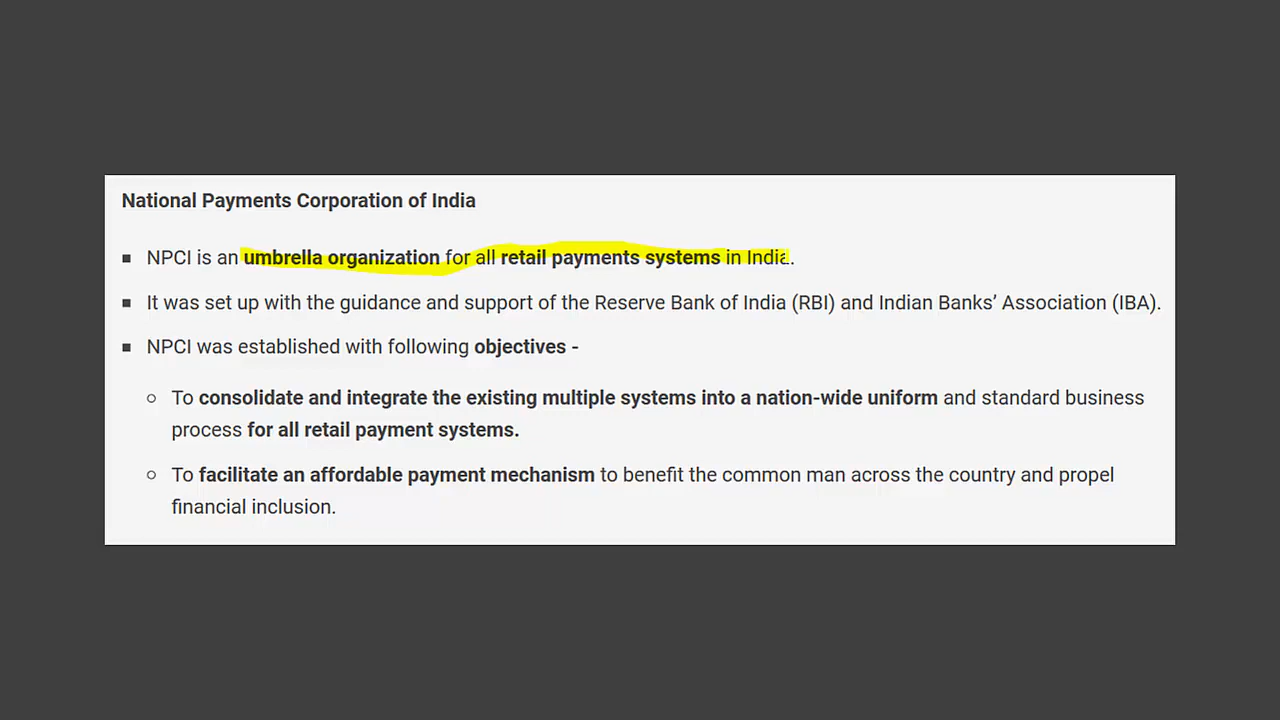 National Payments Corporation of India
▪ NPCI is an umbrella organization for all retail payments systems in India.
▪ It was set up with the guidance and support of the Reserve Bank of India (RBI) and Indian Banks’ Association (IBA).
▪ NPCI was established with following objectives -
○ To consolidate and integrate the existing multiple systems into a nation-wide uniform and standard business
process for all retail payment systems.
○ To facilitate an affordable payment mechanism to benefit the common man across the country and propel
financial inclusion.